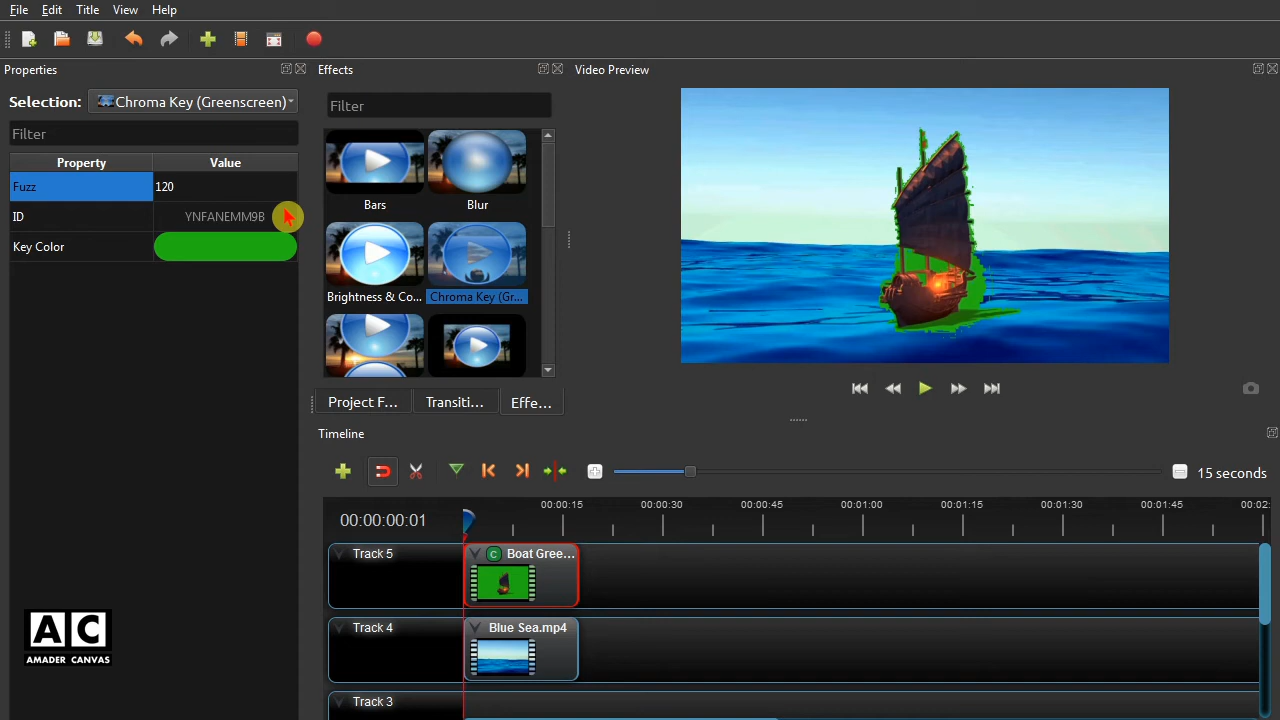 File Edit Title View Help
Properties
Effects
Video Preview
Selection: Chroma Key (Greenscreen)
Filter
Filter
Property Value
Fuzz 120
ID YNFANEMM9B
Key Color
Bars
Blur
Brightness & Co...
Chroma Key (Gr...
Project F...
Transiti...
Effe...
Timeline
15 seconds
00:00:00:01
00:00:15
00:00:30
00:00:45
00:01:00
00:01:15
00:01:30
00:01:45
00:02:
Track 5
C Boat Gree...
Track 4
Blue Sea.mp4
Track 3
A C
AMADER CANVAS